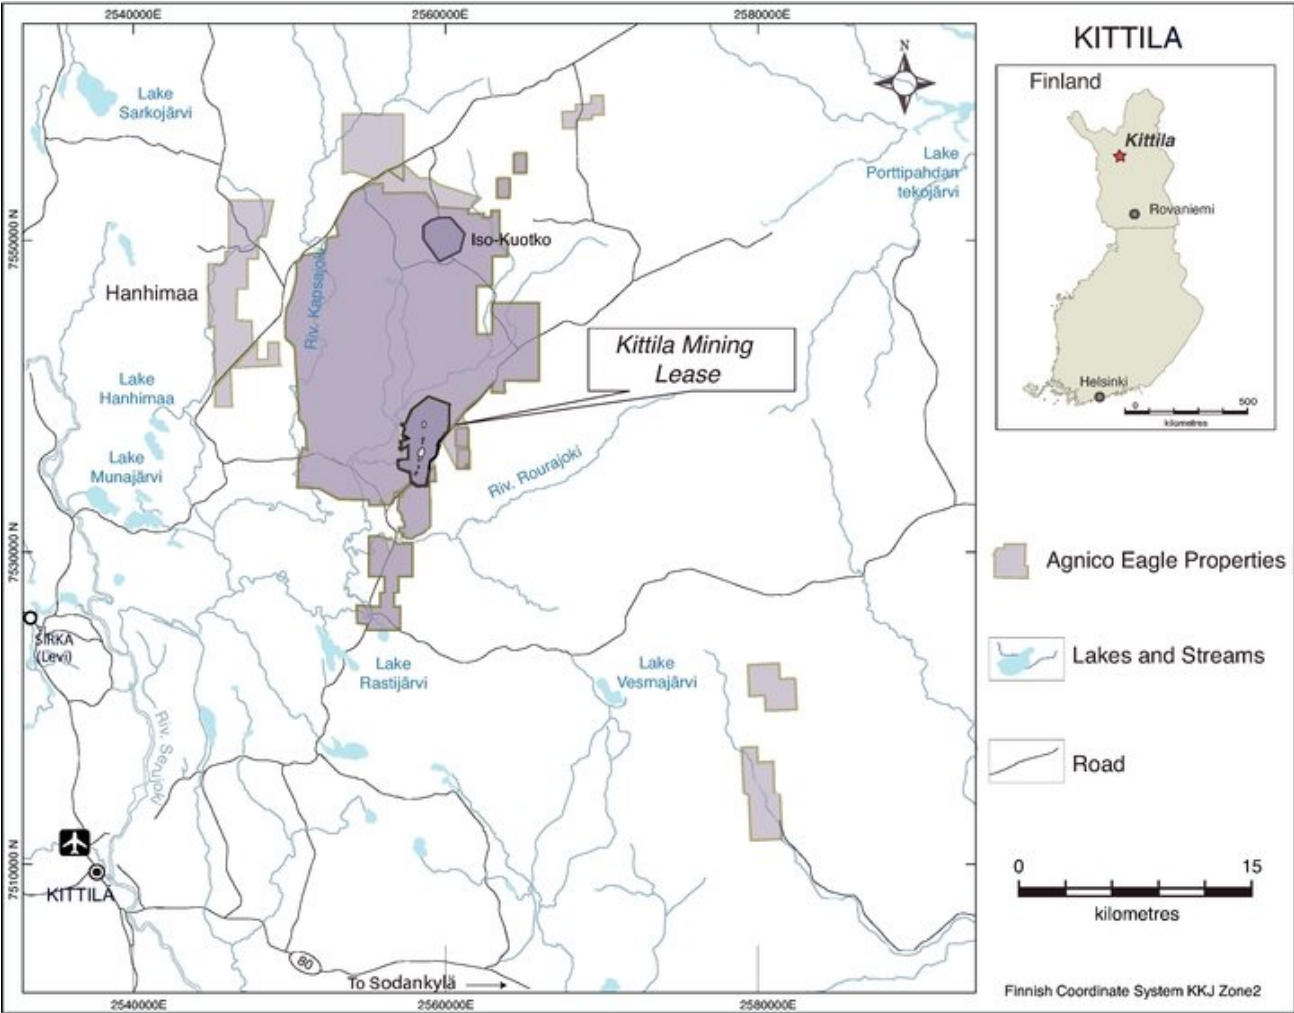 2540000E
2560000E
2580000E
KITTILA
Finland
Kittila
Rovaniemi
Helsinki
0
500
kilometres
N
Lake
Sarkojärvi
Lake
Porttipahdan
tekojärvi
7550000 N
Iso-Kuotko
Riv. Kapsajoki
Hanhimaa
Kittila Mining
Lease
Lake
Hanhimaa
Lake
Munajärvi
Riv. Rourajoki
7530000 N
Agnico Eagle Properties
SIRKA
(Levi)
Lake
Rastijärvi
Lake
Vesmajärvi
Lakes and Streams
Riv. Serujoki
Road
7510000 N
KITTILÄ
0
15
kilometres
80
To Sodankylä
Finnish Coordinate System KKJ Zone2
2540000E
2560000E
2580000E